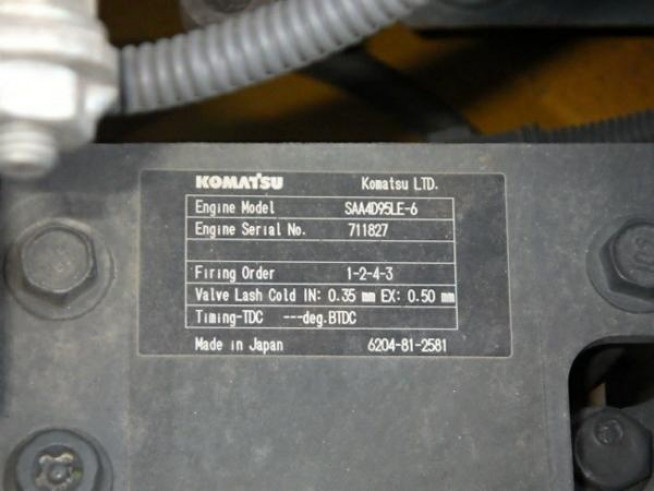 KOMATSU Komatsu LTD.
Engine Model SAA4D95LE-6
Engine Serial No. 711827
Firing Order 1-2-4-3
Valve Lash Cold IN: 0.35 mm EX: 0.50 mm
Timing-TDC ---deg.BTDC
Made in Japan 6204-81-2581